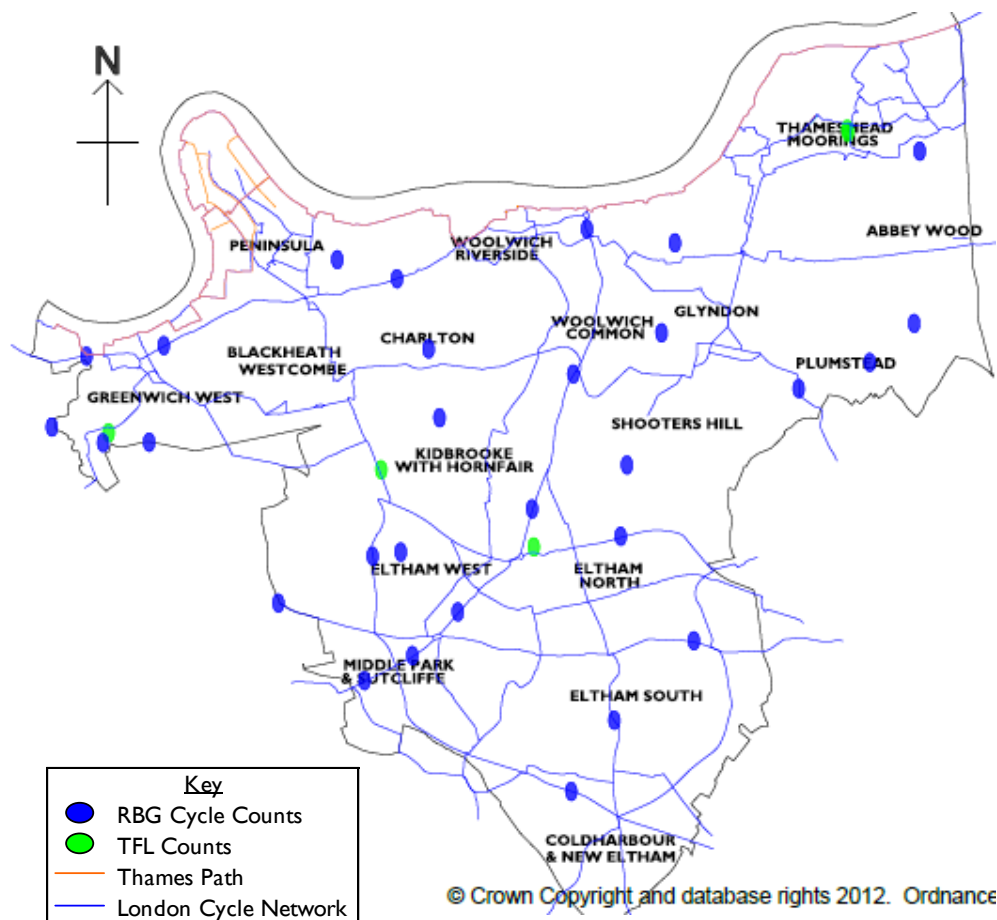 N
THAMESMEAD
MOORINGS
ABBEY WOOD
PENINSULA
WOOLWICH
RIVERSIDE
GLYNDON
WOOLWICH
COMMON
CHARLTON
BLACKHEATH
WESTCOMBE
PLUMSTEAD
GREENWICH WEST
SHOOTERS HILL
KIDBROOKE
WITH HORNFAIR
ELTHAM WEST
ELTHAM
NORTH
MIDDLE PARK
& SUTCLIFFE
ELTHAM SOUTH
COLDHARBOUR
& NEW ELTHAM
Key
RBG Cycle Counts
TFL Counts
Thames Path
London Cycle Network
© Crown Copyright and database rights 2012. Ordnance